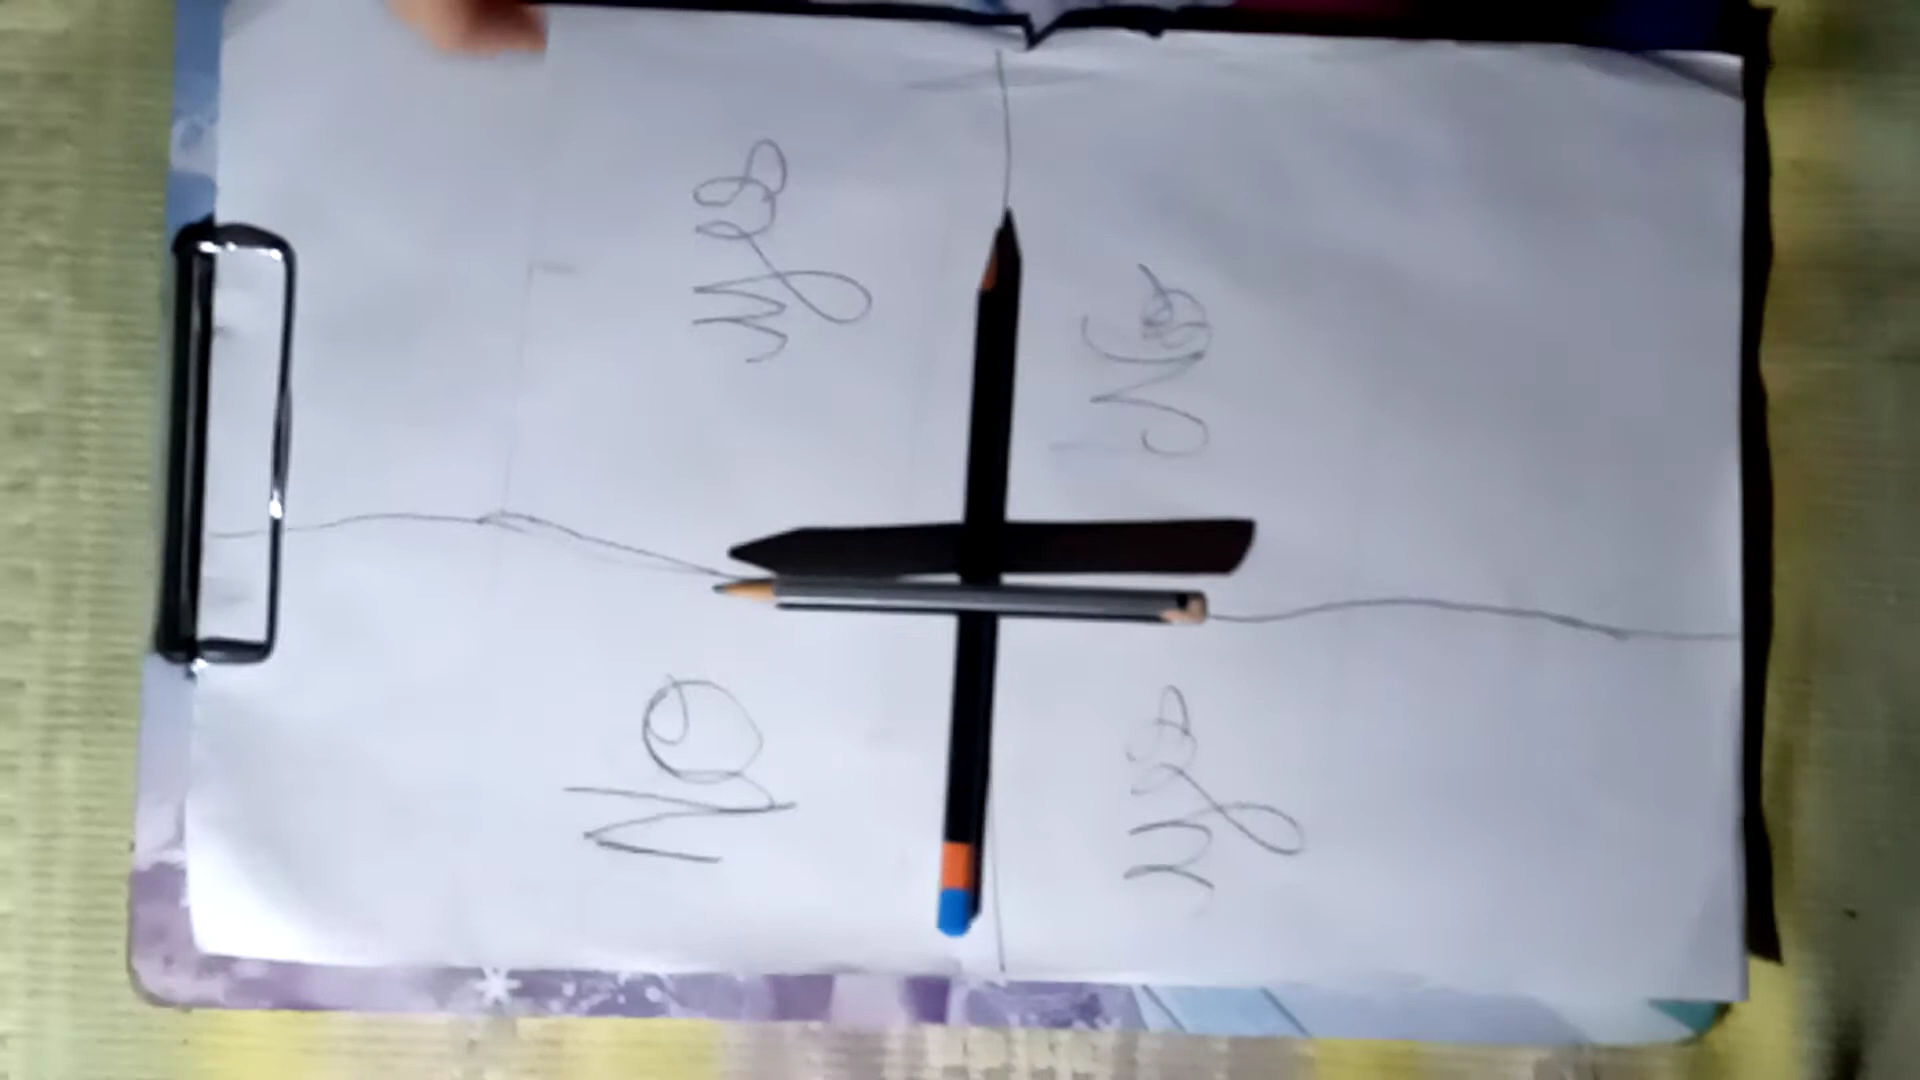 NO yes
yes No